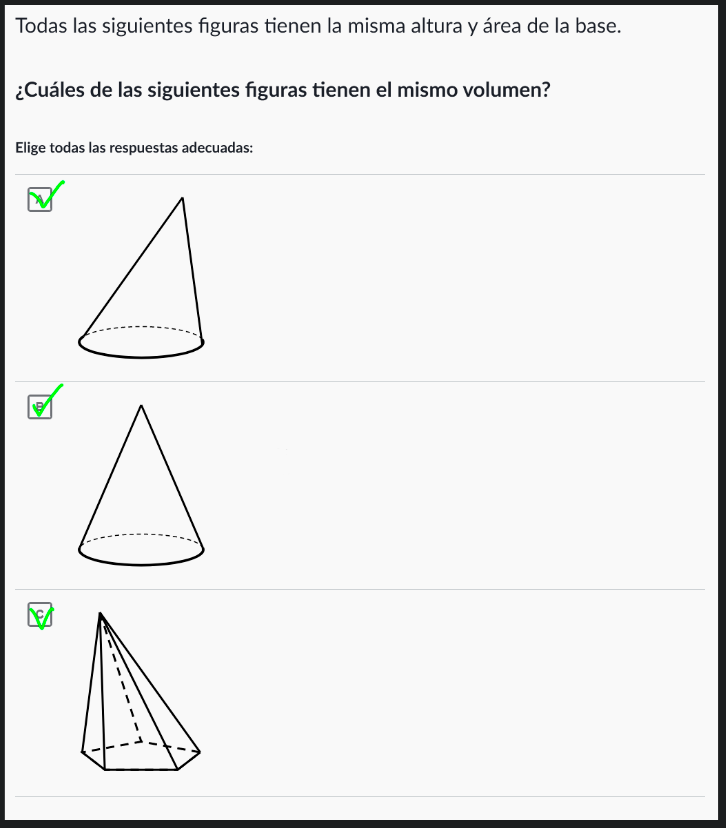 Todas las siguientes figuras tienen la misma altura y área de la base.
¿Cuáles de las siguientes figuras tienen el mismo volumen?
Elige todas las respuestas adecuadas:
A
B
C